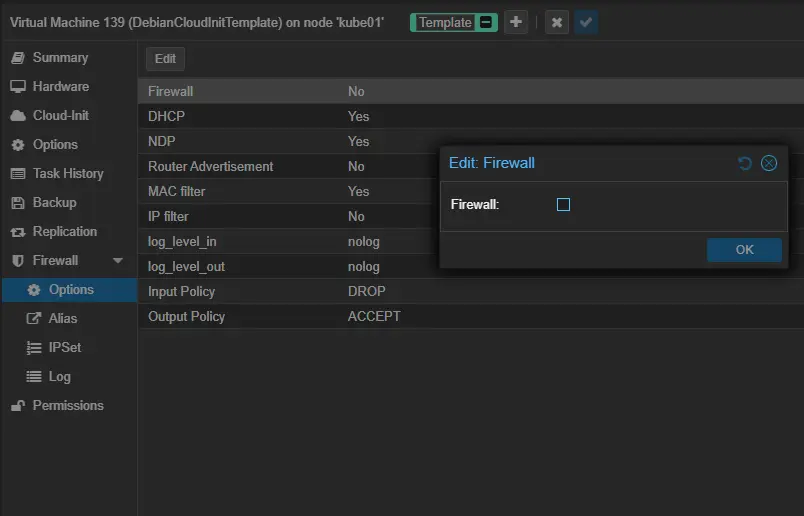 Virtual Machine 139 (DebianCloudInitTemplate) on node 'kube01' Template
Summary
Hardware
Cloud-Init
Options
Task History
Backup
Replication
Firewall
Options
Alias
IPSet
Log
Permissions
Edit
Firewall No
DHCP Yes
NDP Yes
Router Advertisement No
MAC filter Yes
IP filter No
log_level_in nolog
log_level_out nolog
Input Policy DROP
Output Policy ACCEPT
Edit: Firewall
Firewall:
OK